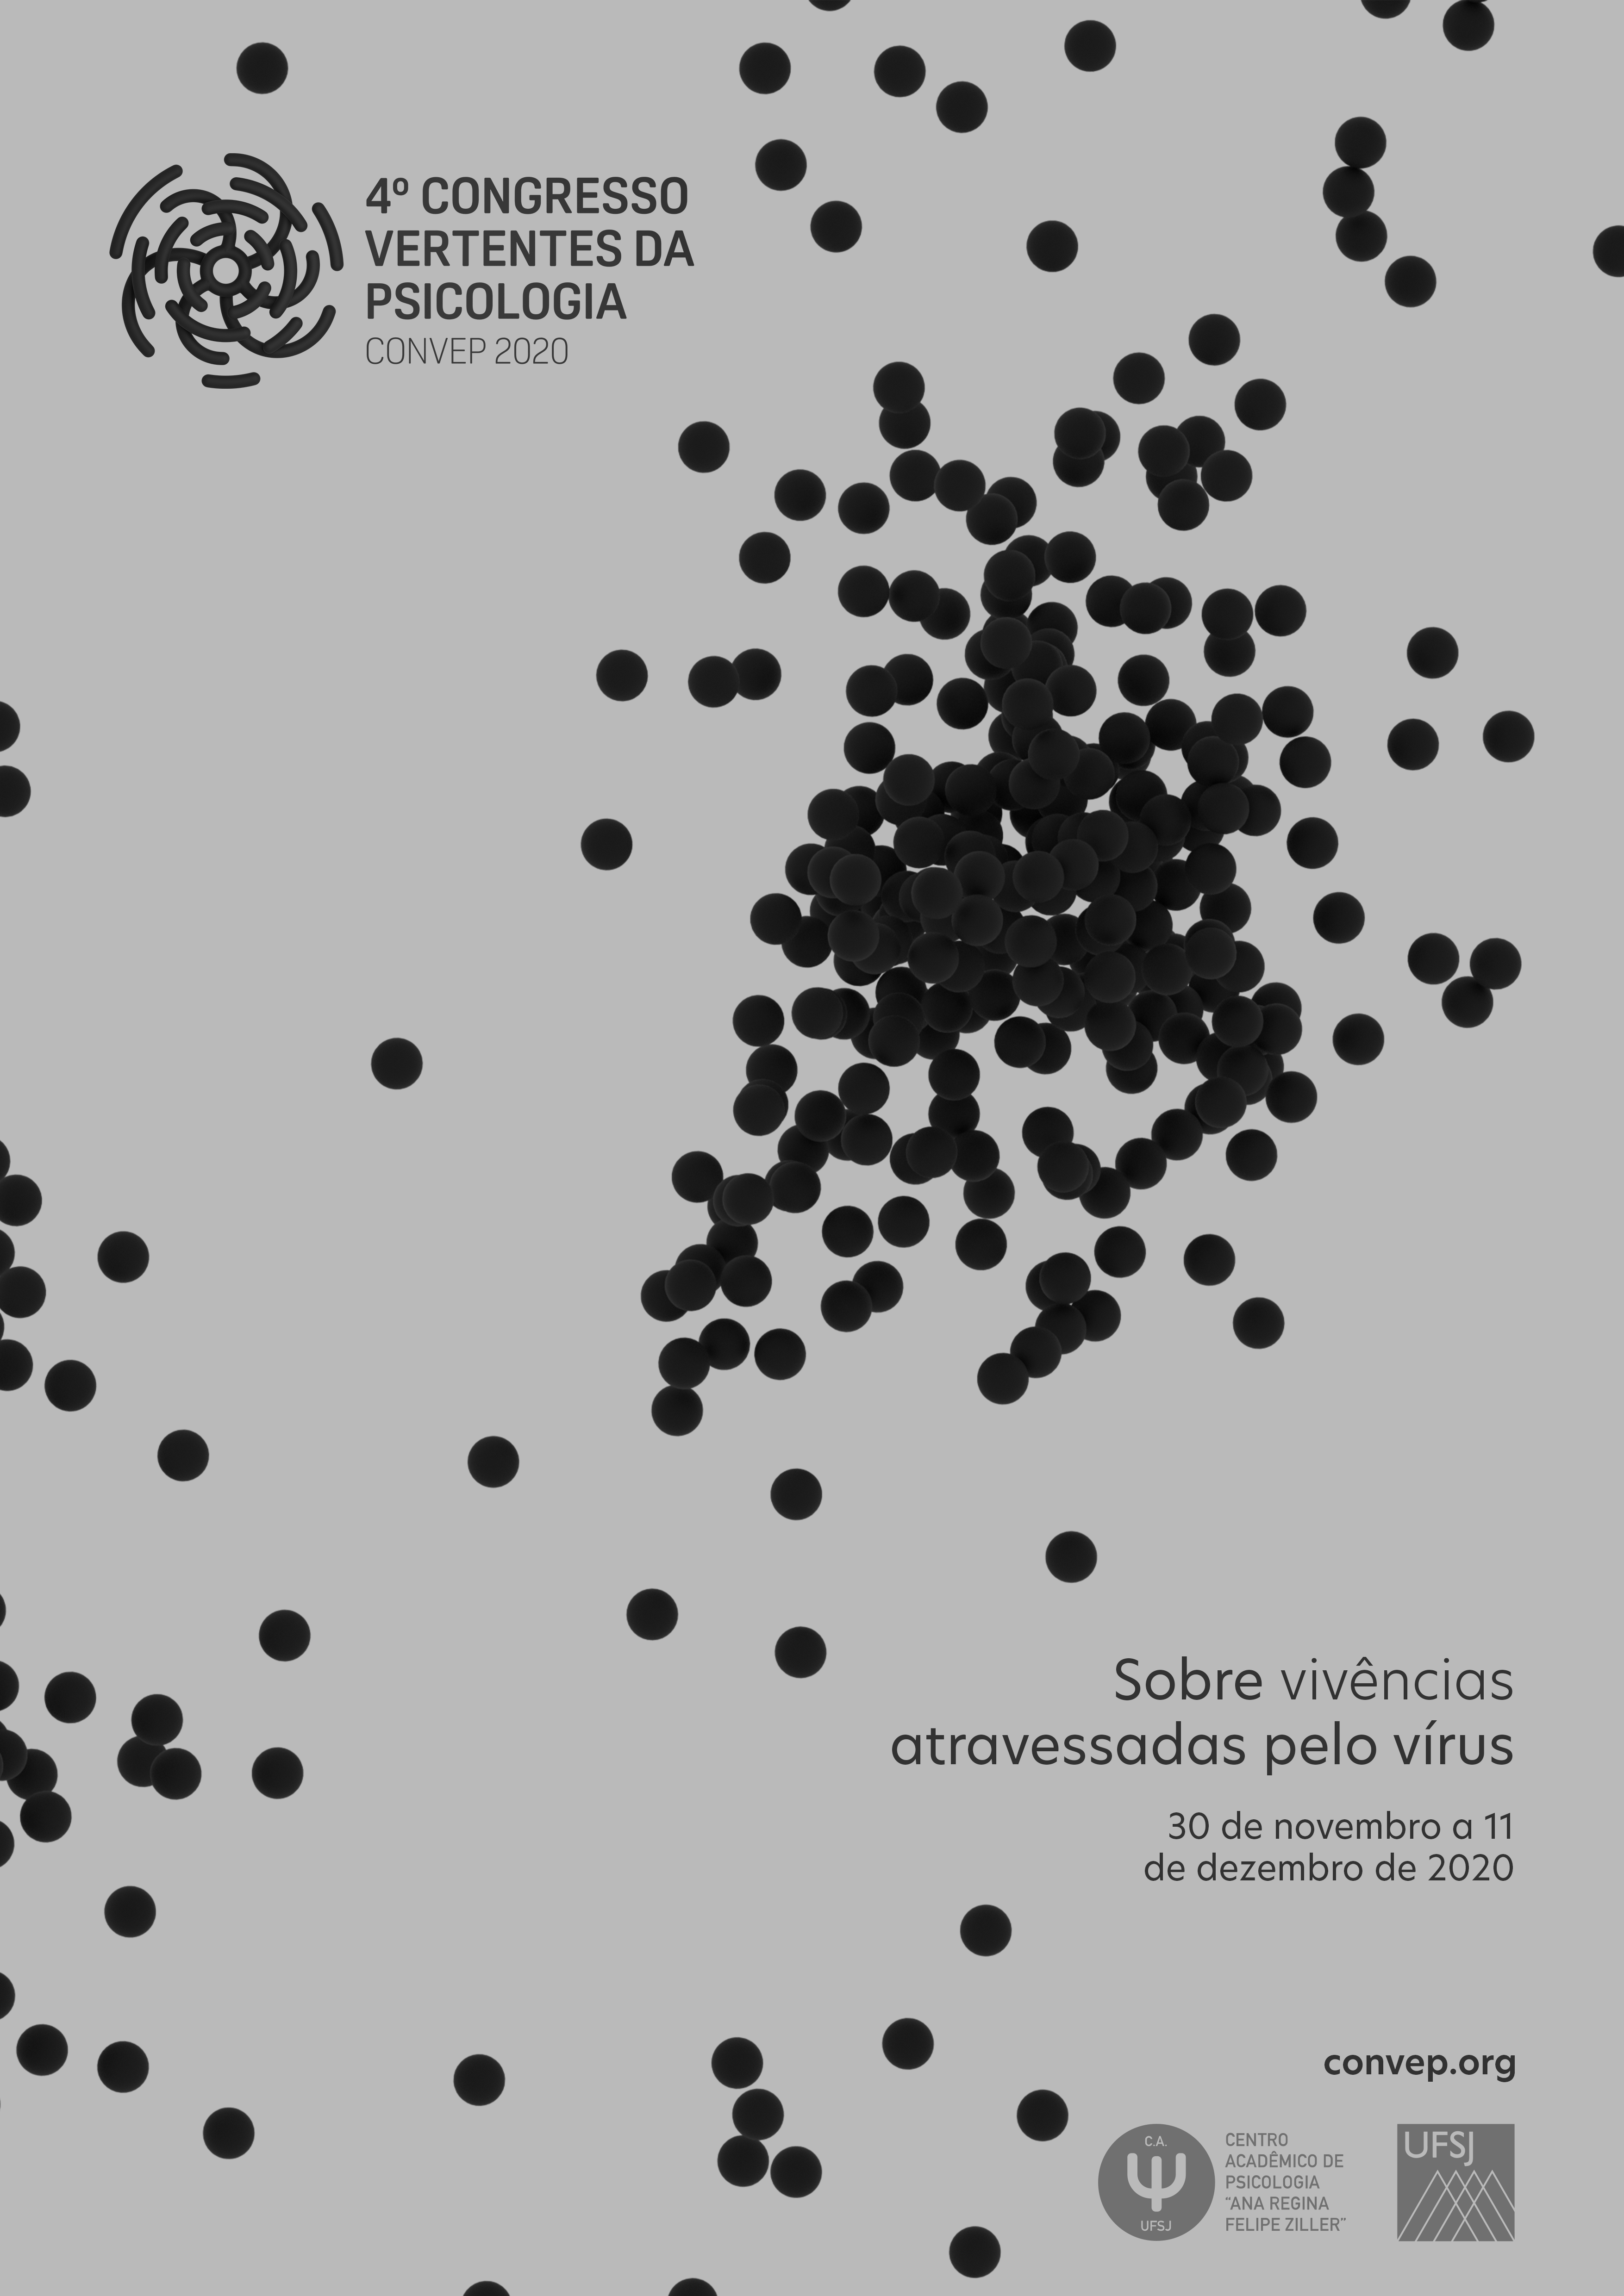 4º CONGRESSO
VERTENTES DA
PSICOLOGIA
CONVEP 2020
Sobre vivências
atravessadas pelo vírus
30 de novembro a 11
de dezembro de 2020
convep.org
C.A.
UFSJ
CENTRO
ACADÊMICO DE
PSICOLOGIA
"ANA REGINA
FELIPE ZILLER"
UFSJ